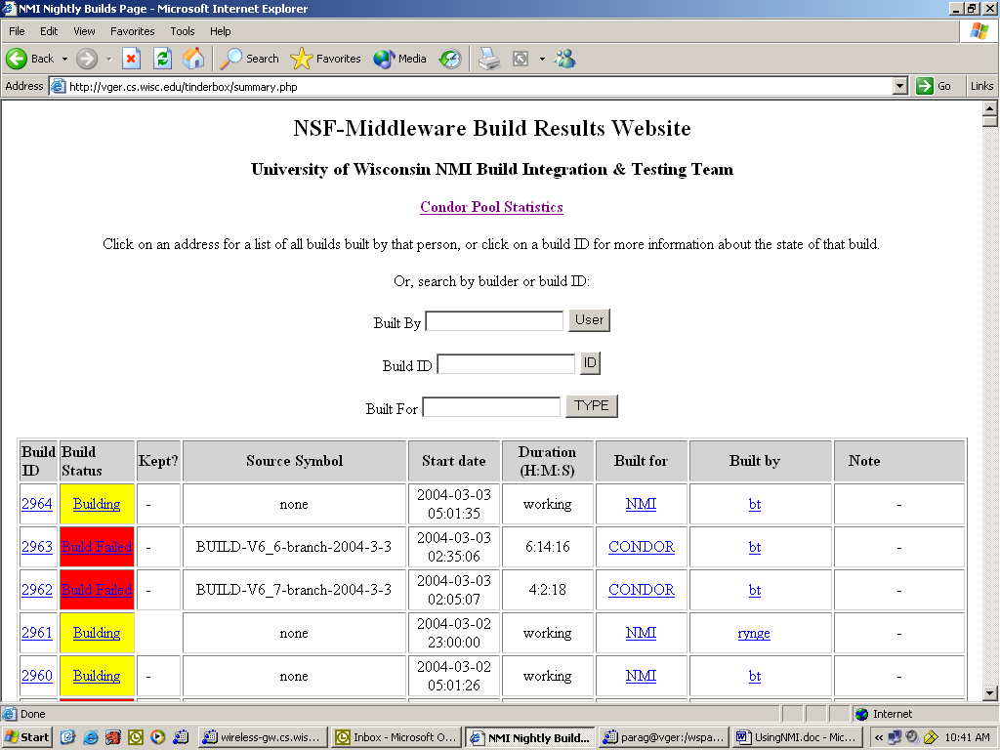 NMI Nightly Builds Page - Microsoft Internet Explorer
File Edit View Favorites Tools Help
Back Search Favorites Media
Address http://vger.cs.wisc.edu/tinderbox/summary.php Go Links
NSF-Middleware Build Results Website
University of Wisconsin NMI Build Integration & Testing Team
Condor Pool Statistics
Click on an address for a list of all builds built by that person, or click on a build ID for more information about the state of that build.
Or, search by builder or build ID:
Built By User
Build ID ID
Built For TYPE
Build ID Build Status Kept? Source Symbol Start date Duration (H:M:S) Built for Built by Note
2964 Building - none 2004-03-03 05:01:35 working NMI bt -
2963 Build Failed - BUILD-V6_6-branch-2004-3-3 2004-03-03 02:35:06 6:14:16 CONDOR bt -
2962 Build Failed - BUILD-V6_7-branch-2004-3-3 2004-03-03 02:05:07 4:2:18 CONDOR bt -
2961 Building none 2004-03-02 23:00:00 working NMI rynge -
2960 Building - none 2004-03-02 05:01:26 working NMI bt -
Done Internet
Start wireless-gw.cs.wis... Inbox - Microsoft O... NMI Nightly Build... parag@vger:/wspa... UsingNMI.doc - Mic... « 10:41 AM